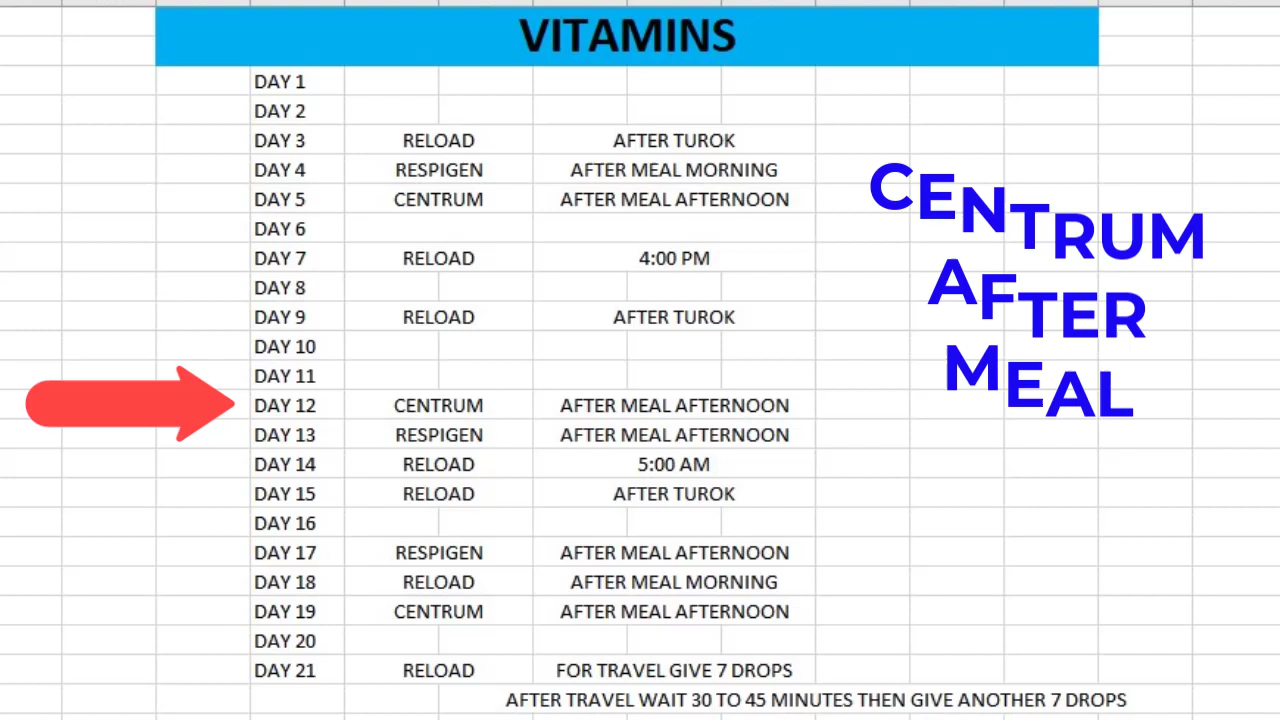 VITAMINS
DAY 1
DAY 2
DAY 3 RELOAD AFTER TUROK
DAY 4 RESPIGEN AFTER MEAL MORNING
DAY 5 CENTRUM AFTER MEAL AFTERNOON
DAY 6
DAY 7 RELOAD 4:00 PM
DAY 8
DAY 9 RELOAD AFTER TUROK
DAY 10
DAY 11
DAY 12 CENTRUM AFTER MEAL AFTERNOON
DAY 13 RESPIGEN AFTER MEAL AFTERNOON
DAY 14 RELOAD 5:00 AM
DAY 15 RELOAD AFTER TUROK
DAY 16
DAY 17 RESPIGEN AFTER MEAL AFTERNOON
DAY 18 RELOAD AFTER MEAL MORNING
DAY 19 CENTRUM AFTER MEAL AFTERNOON
DAY 20
DAY 21 RELOAD FOR TRAVEL GIVE 7 DROPS
AFTER TRAVEL WAIT 30 TO 45 MINUTES THEN GIVE ANOTHER 7 DROPS
CENTRUM
AFTER
MEAL